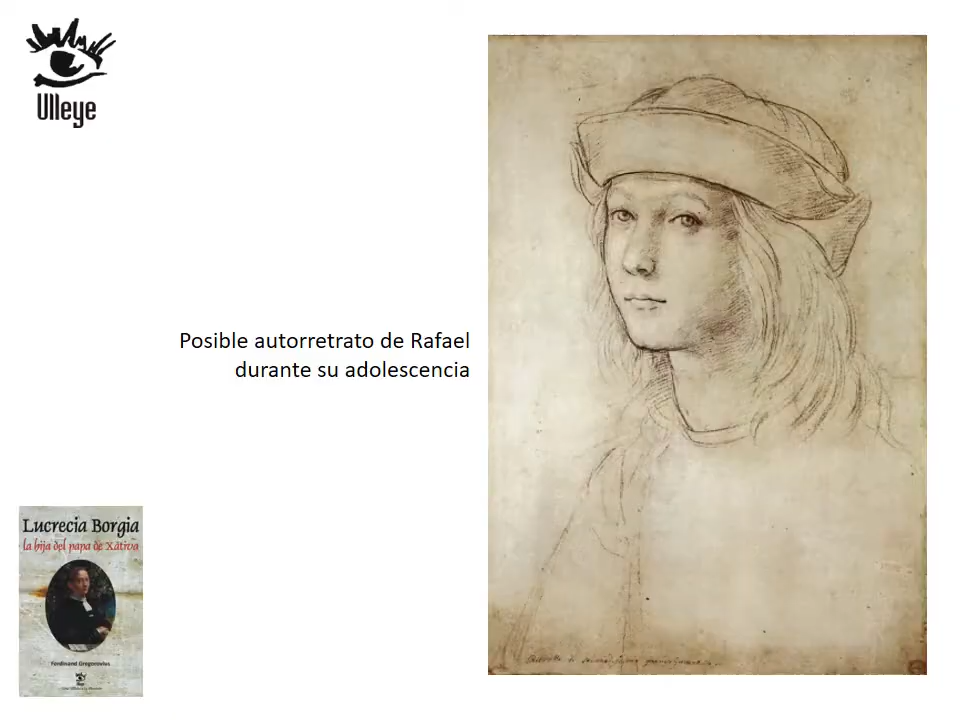 Ulleye
Posible autorretrato de Rafael
durante su adolescencia
Lucrecia Borgia
la hija del papa de Xàtiva
Ferdinand Gregorovius